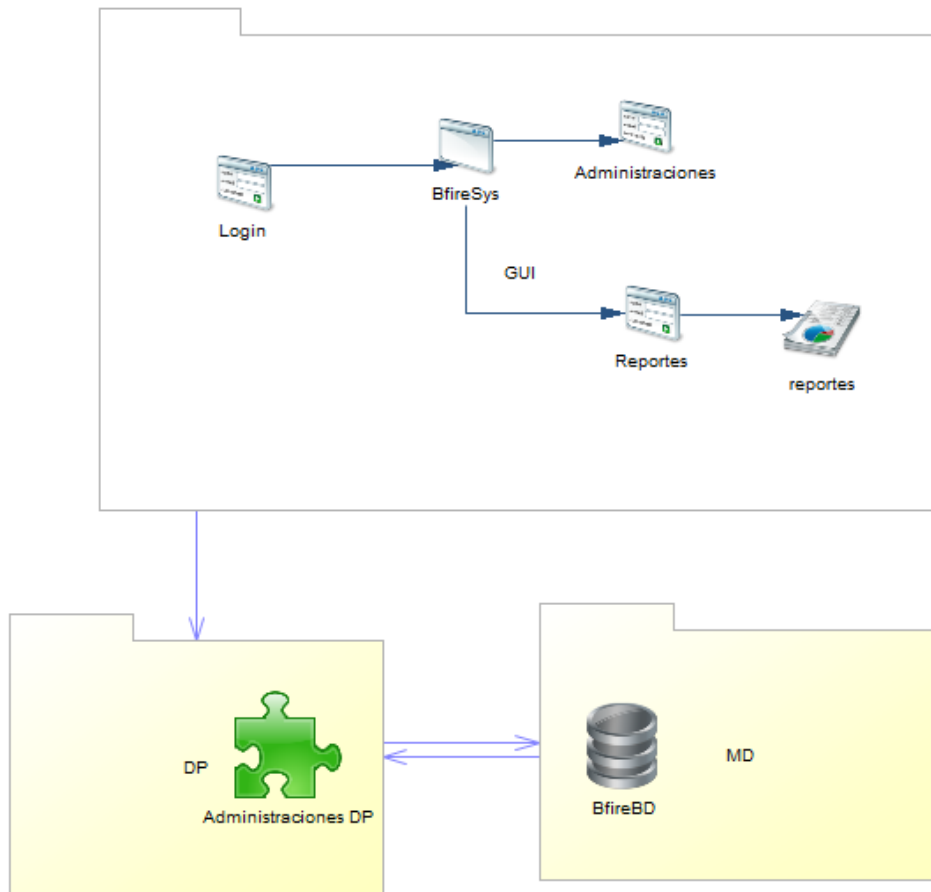 Administraciones
BfireSys
Login
GUI
Reportes
reportes
DP
Administraciones DP
MD
BfireBD